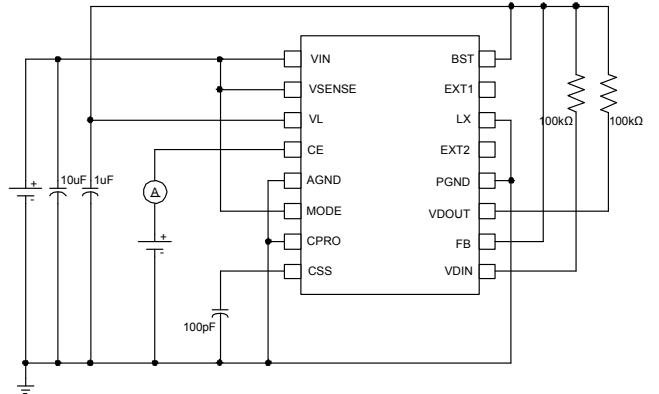 VIN BST
VSENSE EXT1
VL LX
100kΩ 100kΩ
CE EXT2
+ 10uF 1uF A AGND PGND
-
MODE VDOUT
+
-
CPRO FB
CSS VDIN
100pF